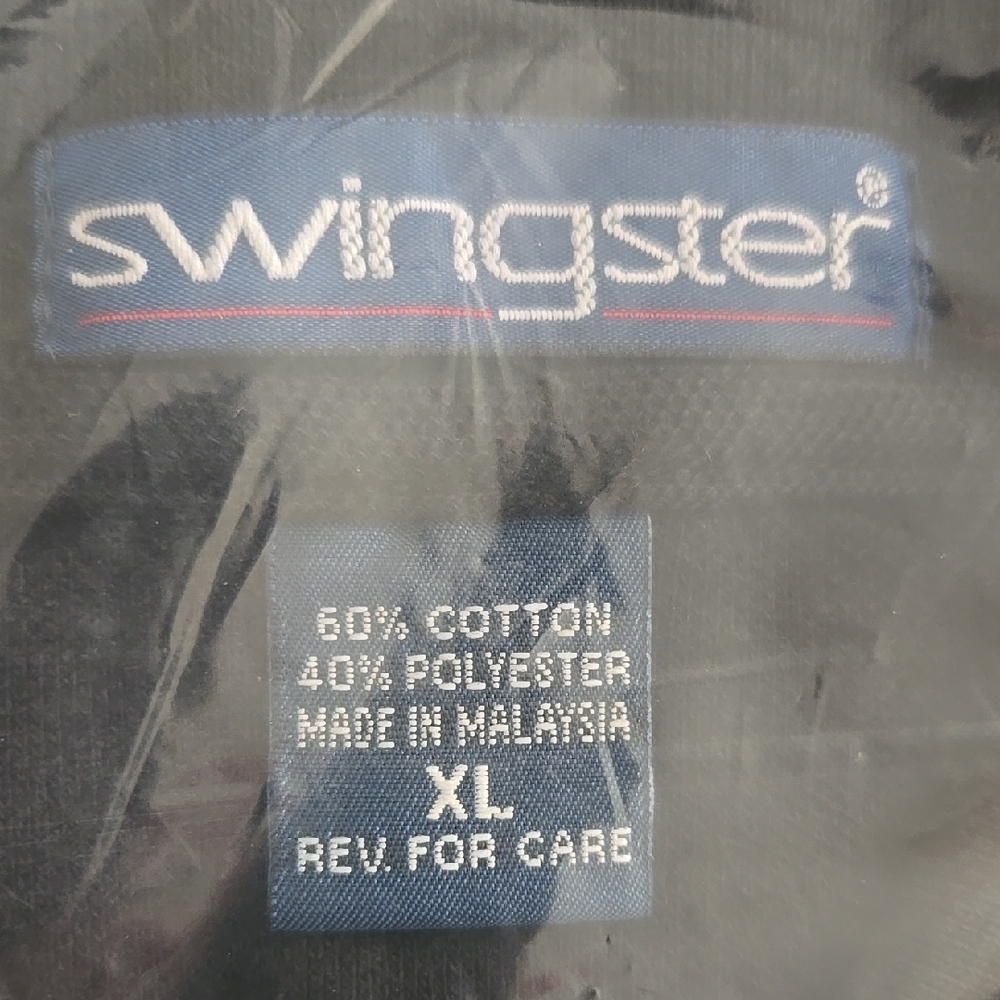 swingster®
60% COTTON
40% POLYESTER
MADE IN MALAYSIA
XL
REV. FOR CARE